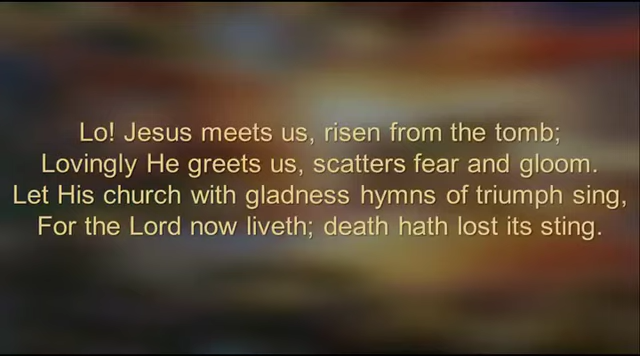 Lo! Jesus meets us, risen from the tomb;
Lovingly He greets us, scatters fear and gloom.
Let His church with gladness hymns of triumph sing,
For the Lord now liveth; death hath lost its sting.